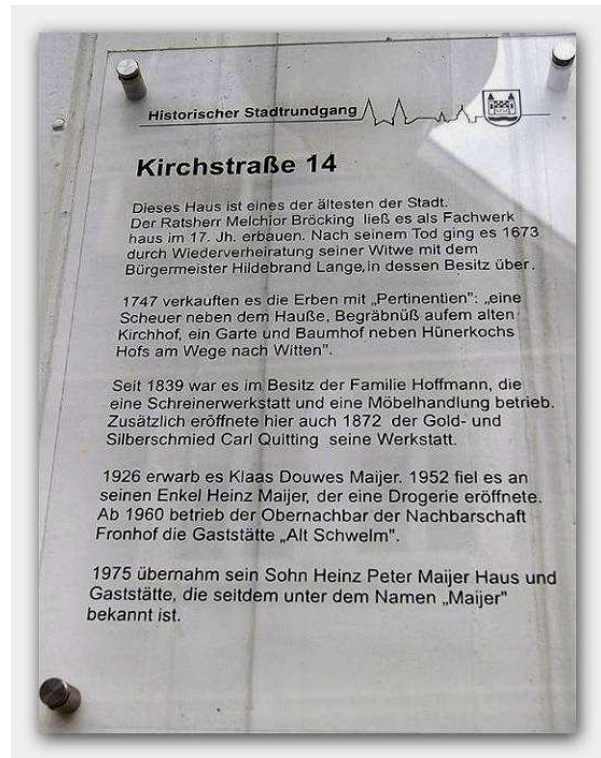 Historischer Stadtrundgang
Kirchstraße 14
Dieses Haus ist eines der ältesten der Stadt.
Der Ratsherr Melchior Bröcking ließ es als Fachwerk
haus im 17. Jh. erbauen. Nach seinem Tod ging es 1673
durch Wiederverheiratung seiner Witwe mit dem
Bürgermeister Hildebrand Lange, in dessen Besitz über.
1747 verkauften es die Erben mit „Pertinentien": „eine
Scheuer neben dem Hauße, Begräbnüß aufem alten
Kirchhof, ein Garte und Baumhof neben Hünerkochs
Hofs am Wege nach Witten”.
Seit 1839 war es im Besitz der Familie Hoffmann, die
eine Schreinerwerkstatt und eine Möbelhandlung betrieb.
Zusätzlich eröffnete hier auch 1872 der Gold- und
Silberschmied Carl Quitting seine Werkstatt.
1926 erwarb es Klaas Douwes Maijer. 1952 fiel es an
seinen Enkel Heinz Maijer, der eine Drogerie eröffnete.
Ab 1960 betrieb der Obernachbar der Nachbarschaft
Fronhof die Gaststätte „Alt Schwelm".
1975 übernahm sein Sohn Heinz Peter Maijer Haus und
Gaststätte, die seitdem unter dem Namen „Maijer"
bekannt ist.